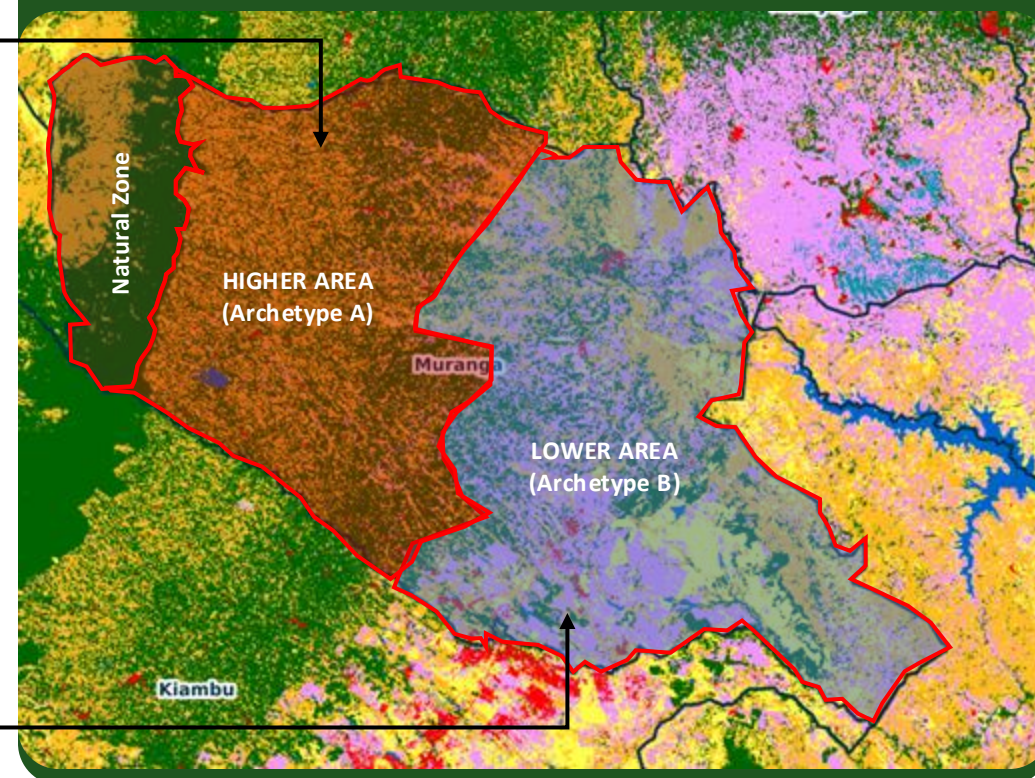 Natural Zone
HIGHER AREA
(Archetype A)
Muranga
LOWER AREA
(Archetype B)
Kiambu